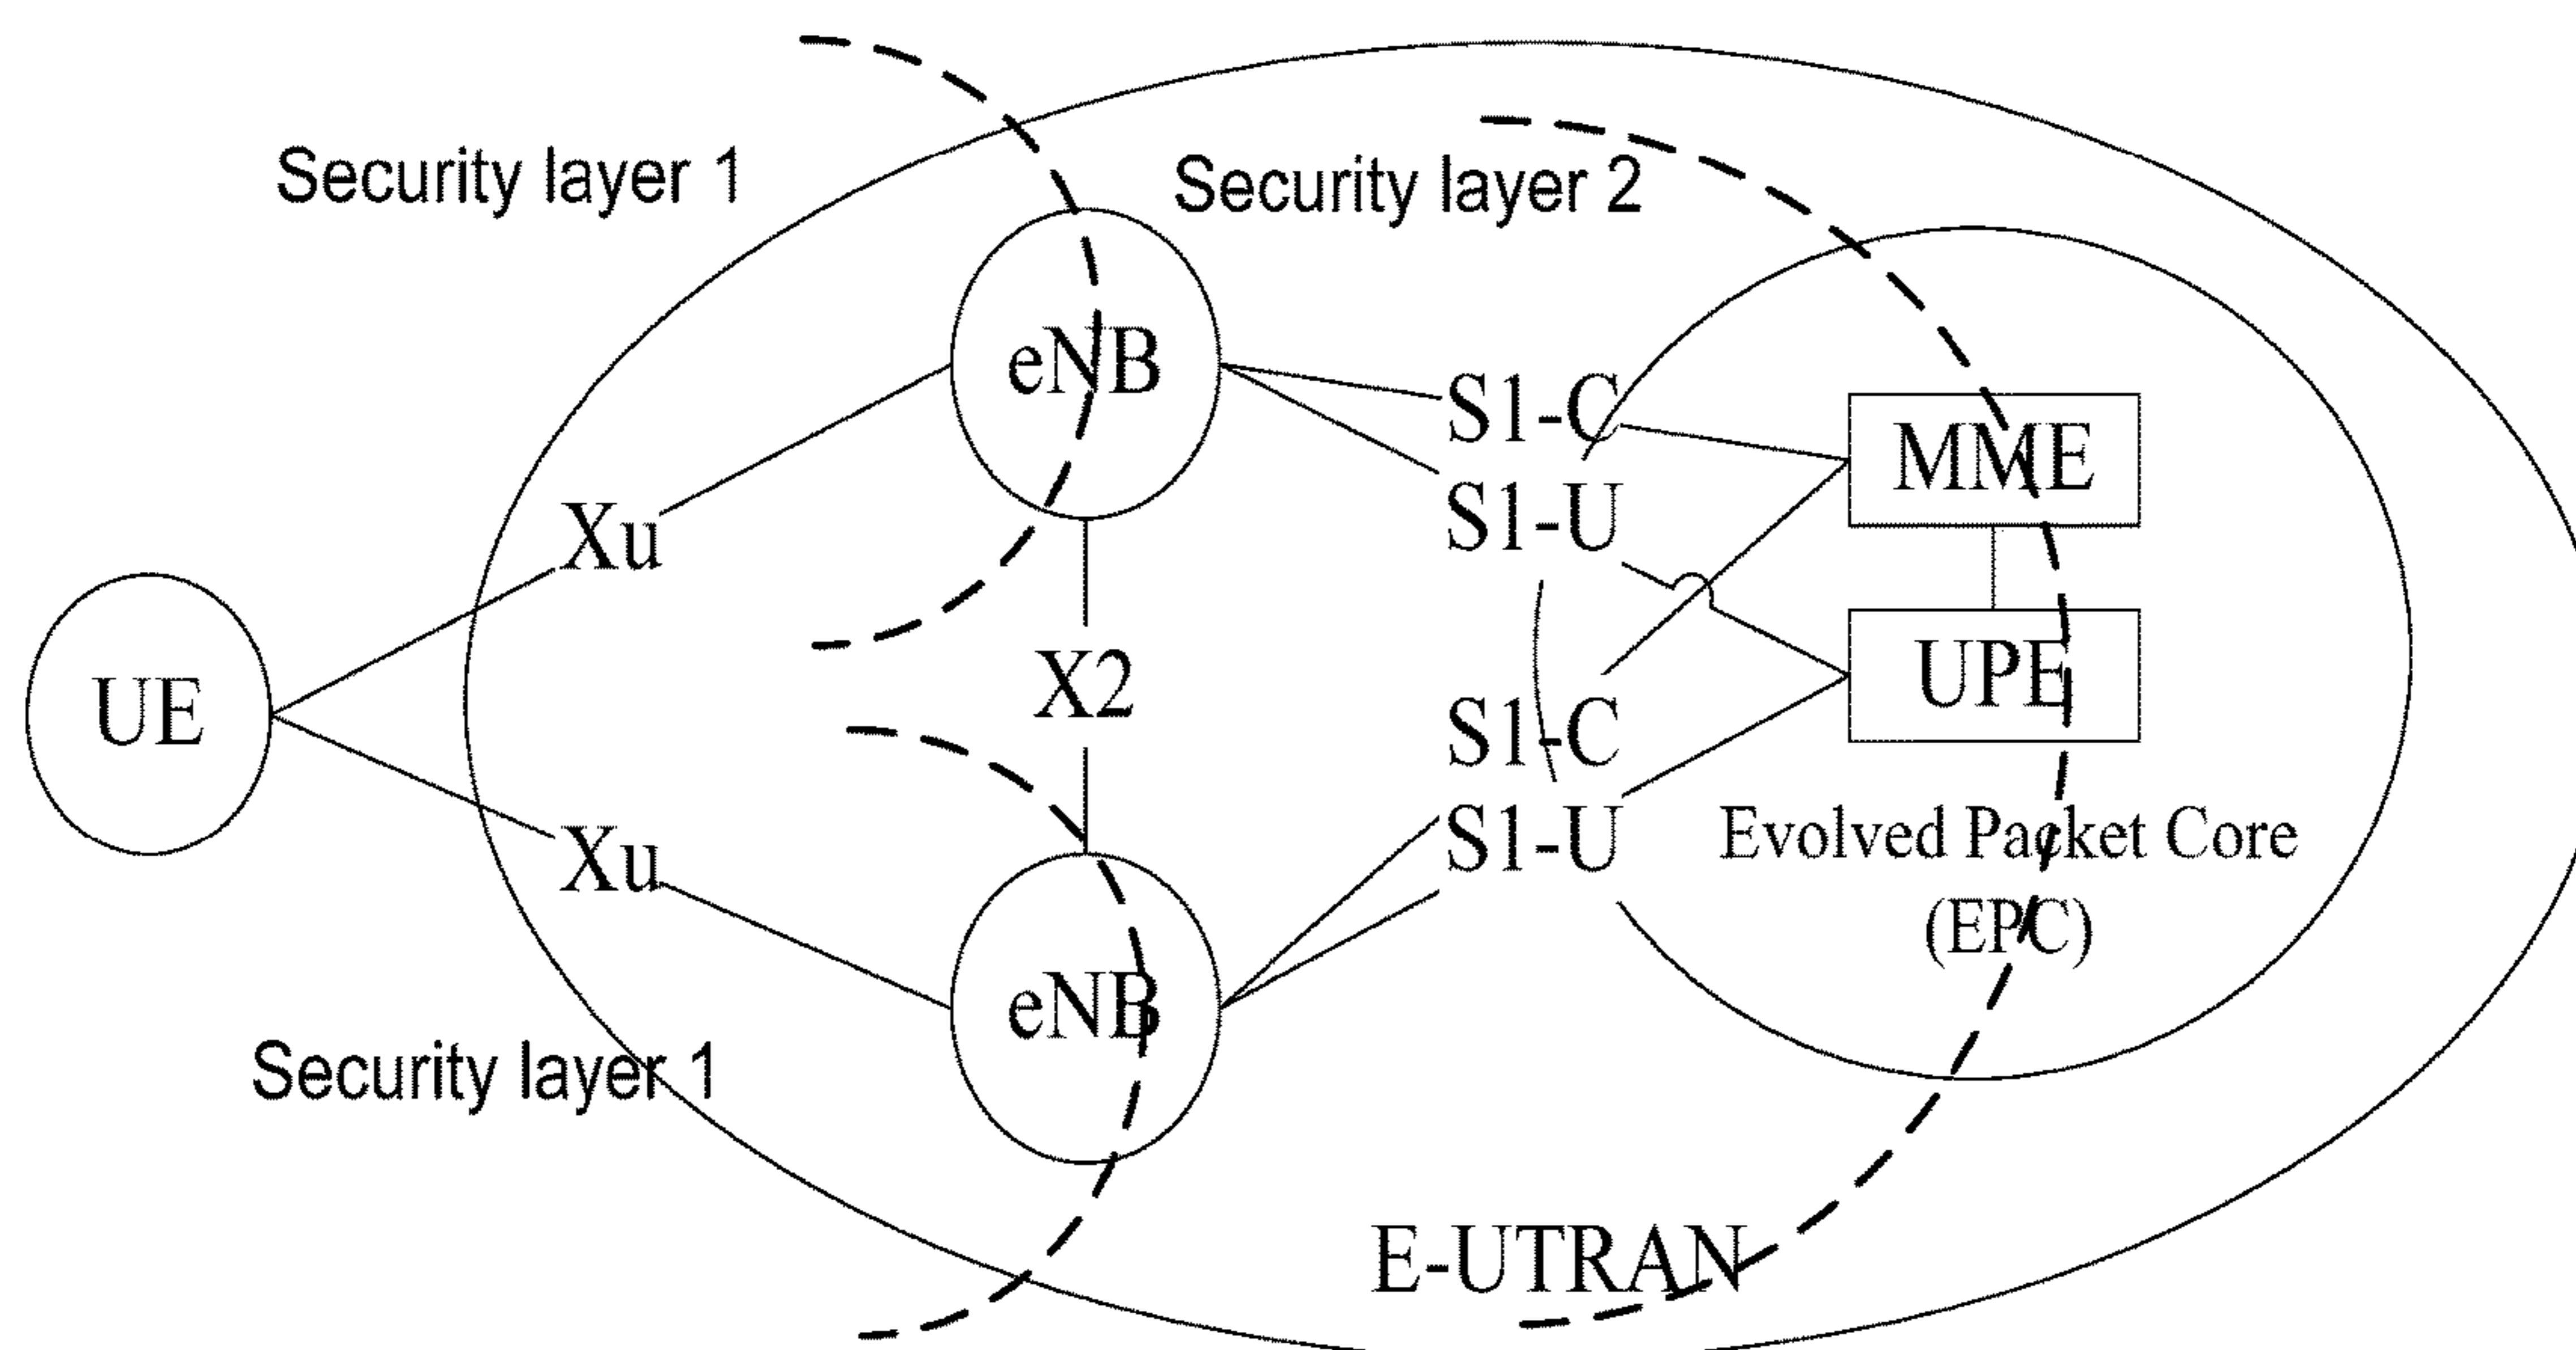 Security layer 1
Security layer 2
eNB
S1-C
MME
S1-U
Xu
UE
X2
UPE
S1-C
S1-U
Xu
Evolved Packet Core
(EPC)
eNB
Security layer 1
E-UTRAN